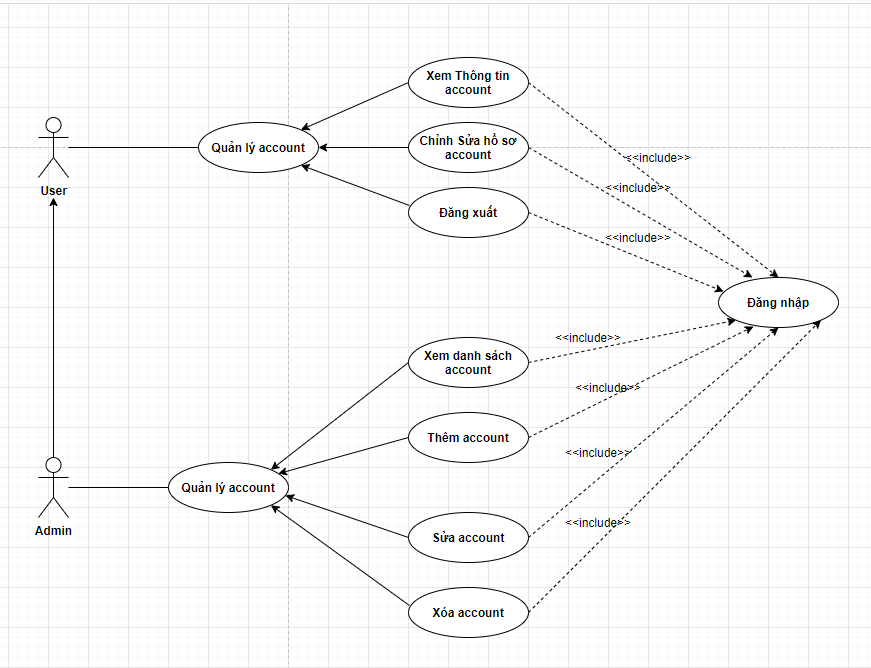 Xem Thông tin
account
Quản lý account
Chỉnh Sửa hồ sơ
account
<<include>>
User
<<include>>
Đăng xuất
<<include>>
Đăng nhập
<<include>>
Xem danh sách
account
<<include>>
Thêm account
<<include>>
Quản lý account
Admin
<<include>>
Sửa account
Xóa account